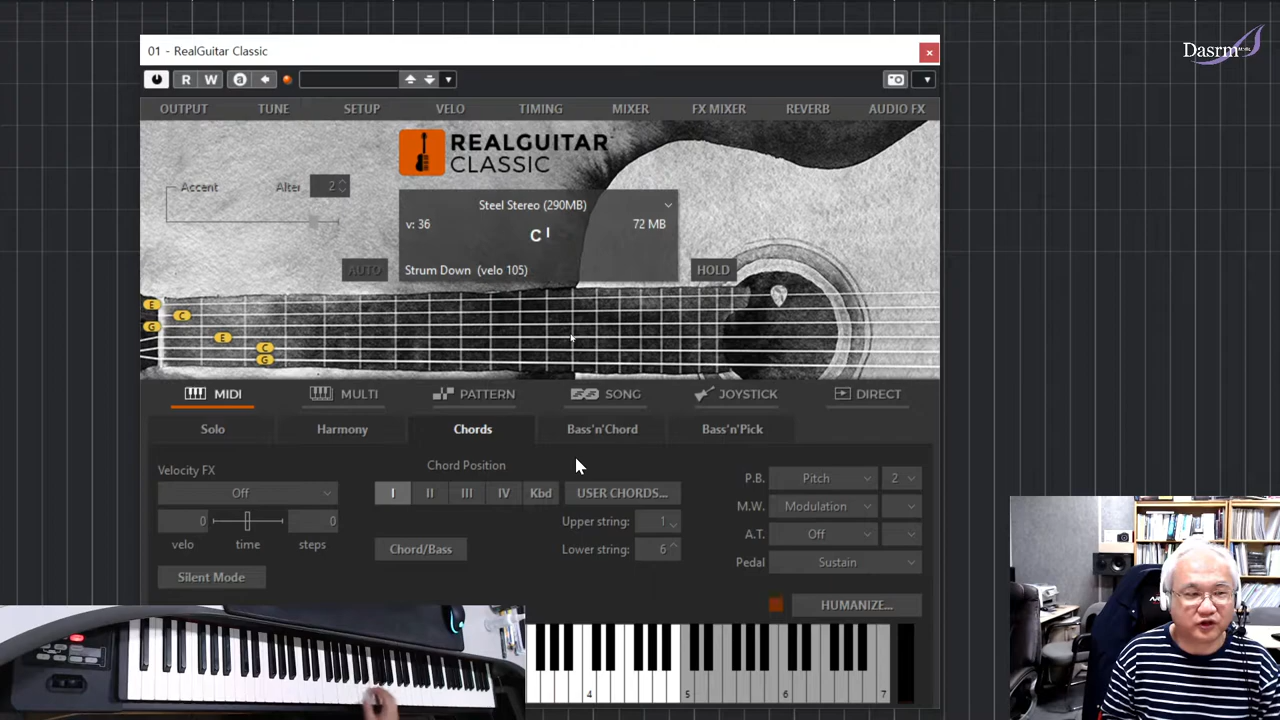 Dasrm
01 - RealGuitar Classic
R W a
OUTPUT TUNE SETUP VELO TIMING MIXER FX MIXER REVERB AUDIO FX
REALGUITAR
CLASSIC
Accent Alter 2
Steel Stereo (290MB)
v: 36 72 MB
C I
AUTO Strum Down (velo 105) HOLD
E
C
G
E
C
G
MIDI MULTI PATTERN SONG JOYSTICK DIRECT
Solo Harmony Chords Bass'n'Chord Bass'n'Pick
Velocity FX Chord Position
Off I II III IV Kbd USER CHORDS... P.B. Pitch 2
M.W. Modulation
0 0 Upper string: 1
velo time steps A.T. Off
Chord/Bass Lower string: 6
Pedal Sustain
Silent Mode
HUMANIZE...
4 5 6 7